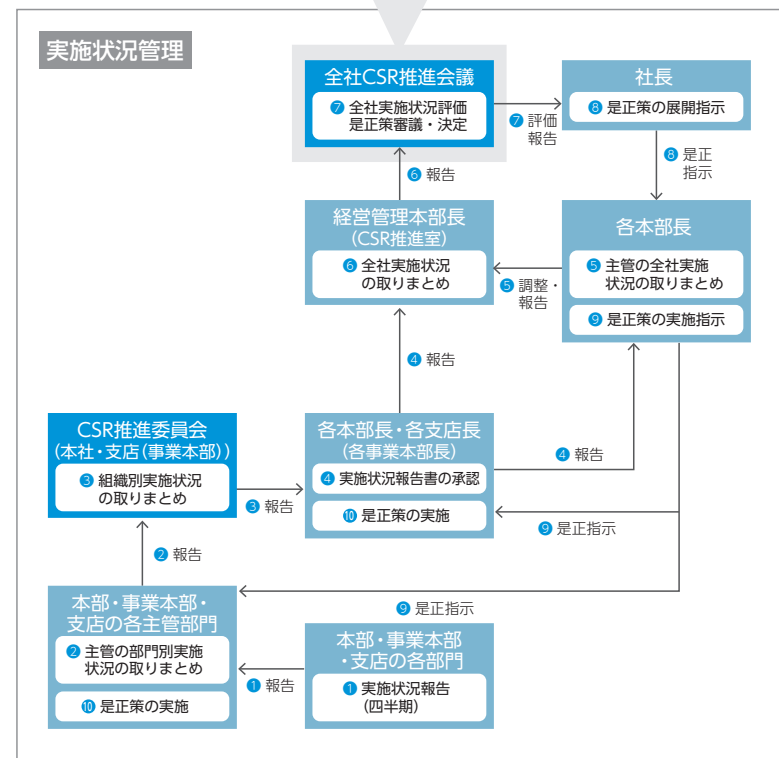 実施状況管理
全社CSR推進会議
❼ 全社実施状況評価
是正策審議・決定
❼ 評価
報告
社長
❽ 是正策の展開指示
❽ 是正
指示
❻ 報告
経営管理本部長
(CSR推進室)
❻ 全社実施状況
の取りまとめ
❺ 調整・
報告
各本部長
❺ 主管の全社実施
状況の取りまとめ
❾ 是正策の実施指示
❹ 報告
CSR推進委員会
(本社・支店(事業本部))
❸ 組織別実施状況
の取りまとめ
❸ 報告
各本部長・各支店長
(各事業本部長)
❹ 実施状況報告書の承認
❿ 是正策の実施
❹ 報告
❾ 是正指示
❷ 報告
本部・事業本部・
支店の各主管部門
❷ 主管の部門別実施
状況の取りまとめ
❿ 是正策の実施
❾ 是正指示
❶ 報告
本部・事業本部
・支店の各部門
❶ 実施状況報告
(四半期)